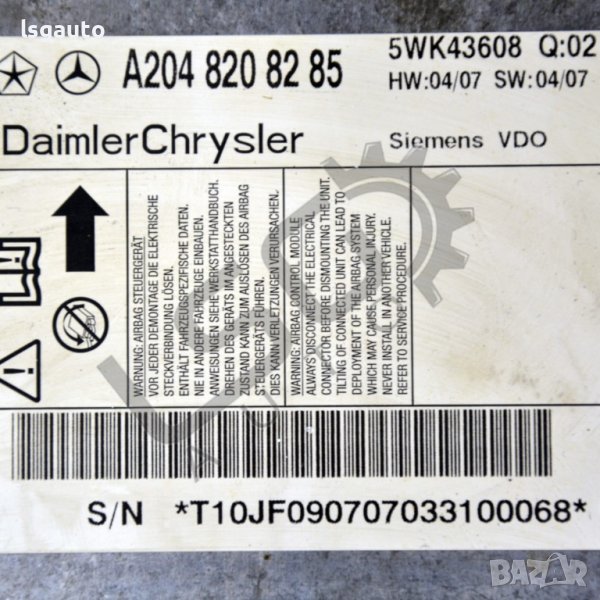 lsgauto
A204 820 82 85
5WK43608 Q:02
HW:04/07 SW:04/07
DaimlerChrysler
Siemens VDO
WARNUNG: AIRBAG STEUERGERÄT
VOR JEDER DEMONTAGE DIE ELEKTRISCHE
STECKVERBINDUNG LÖSEN.
ENTHÄLT FAHRZEUGSPEZIFISCHE DATEN.
NIE IN ANDERE FAHRZEUGE EINBAUEN.
ANWEISUNGEN SIEHE WERKSTATTHANDBUCH.
DREHEN DES GERÄTS IM ANGESTECKTEN
ZUSTAND KANN ZUM AUSLÖSEN DES AIRBAG
STEUERGERÄTS FÜHREN.
DIES KANN VERLETZUNGEN VERURSACHEN.
WARNING: AIRBAG CONTROL MODULE
ALWAYS DISCONNECT THE ELECTRICAL
CONNECTOR BEFORE DISMOUNTING THE UNIT.
TILTING OF CONNECTED UNIT CAN LEAD TO
DEPLOYMENT OF THE AIRBAG SYSTEM
WHICH MAY CAUSE PERSONAL INJURY.
NEVER INSTALL IN ANOTHER VEHICLE.
REFER TO SERVICE PROCEDURE.
S/N *T10JF090707033100068*
BAZAR